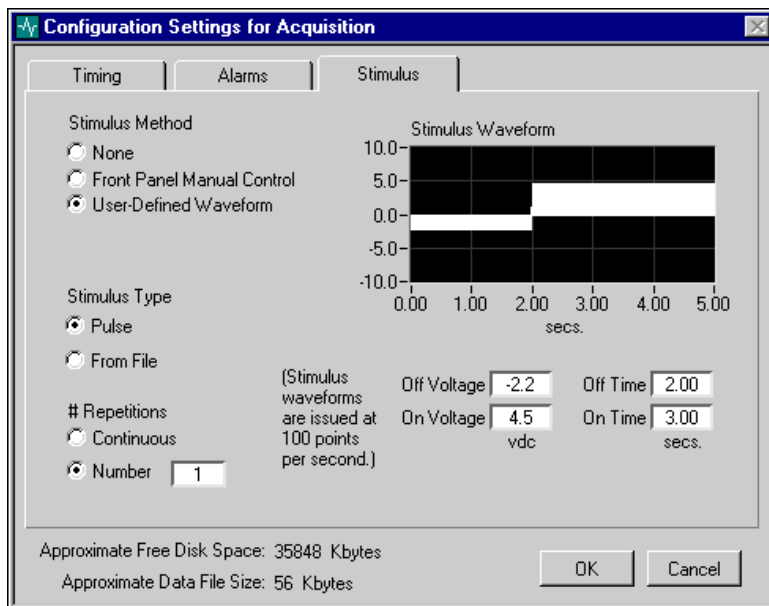 Configuration Settings for Acquisition
Timing
Alarms
Stimulus
Stimulus Method
None
Front Panel Manual Control
User-Defined Waveform
Stimulus Waveform
10.0
5.0
0.0
-5.0
-10.0
0.00 1.00 2.00 3.00 4.00 5.00
secs.
Stimulus Type
Pulse
From File
# Repetitions
Continuous
Number 1
(Stimulus
waveforms
are issued at
100 points
per second.)
Off Voltage -2.2 Off Time 2.00
On Voltage 4.5 On Time 3.00
vdc secs.
Approximate Free Disk Space: 35848 Kbytes
Approximate Data File Size: 56 Kbytes
OK
Cancel